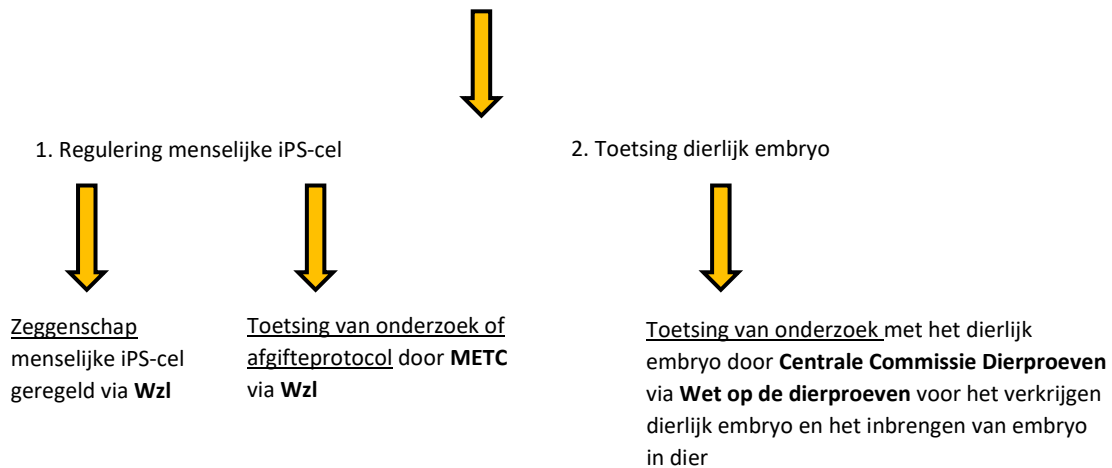 1. Regulering menselijke iPS-cel
2. Toetsing dierlijk embryo
Zeggenschap
menselijke iPS-cel
geregeld via Wzl
Toetsing van onderzoek of
afgifteprotocol door METC
via Wzl
Toetsing van onderzoek met het dierlijk
embryo door Centrale Commissie Dierproeven
via Wet op de dierproeven voor het verkrijgen
dierlijk embryo en het inbrengen van embryo
in dier